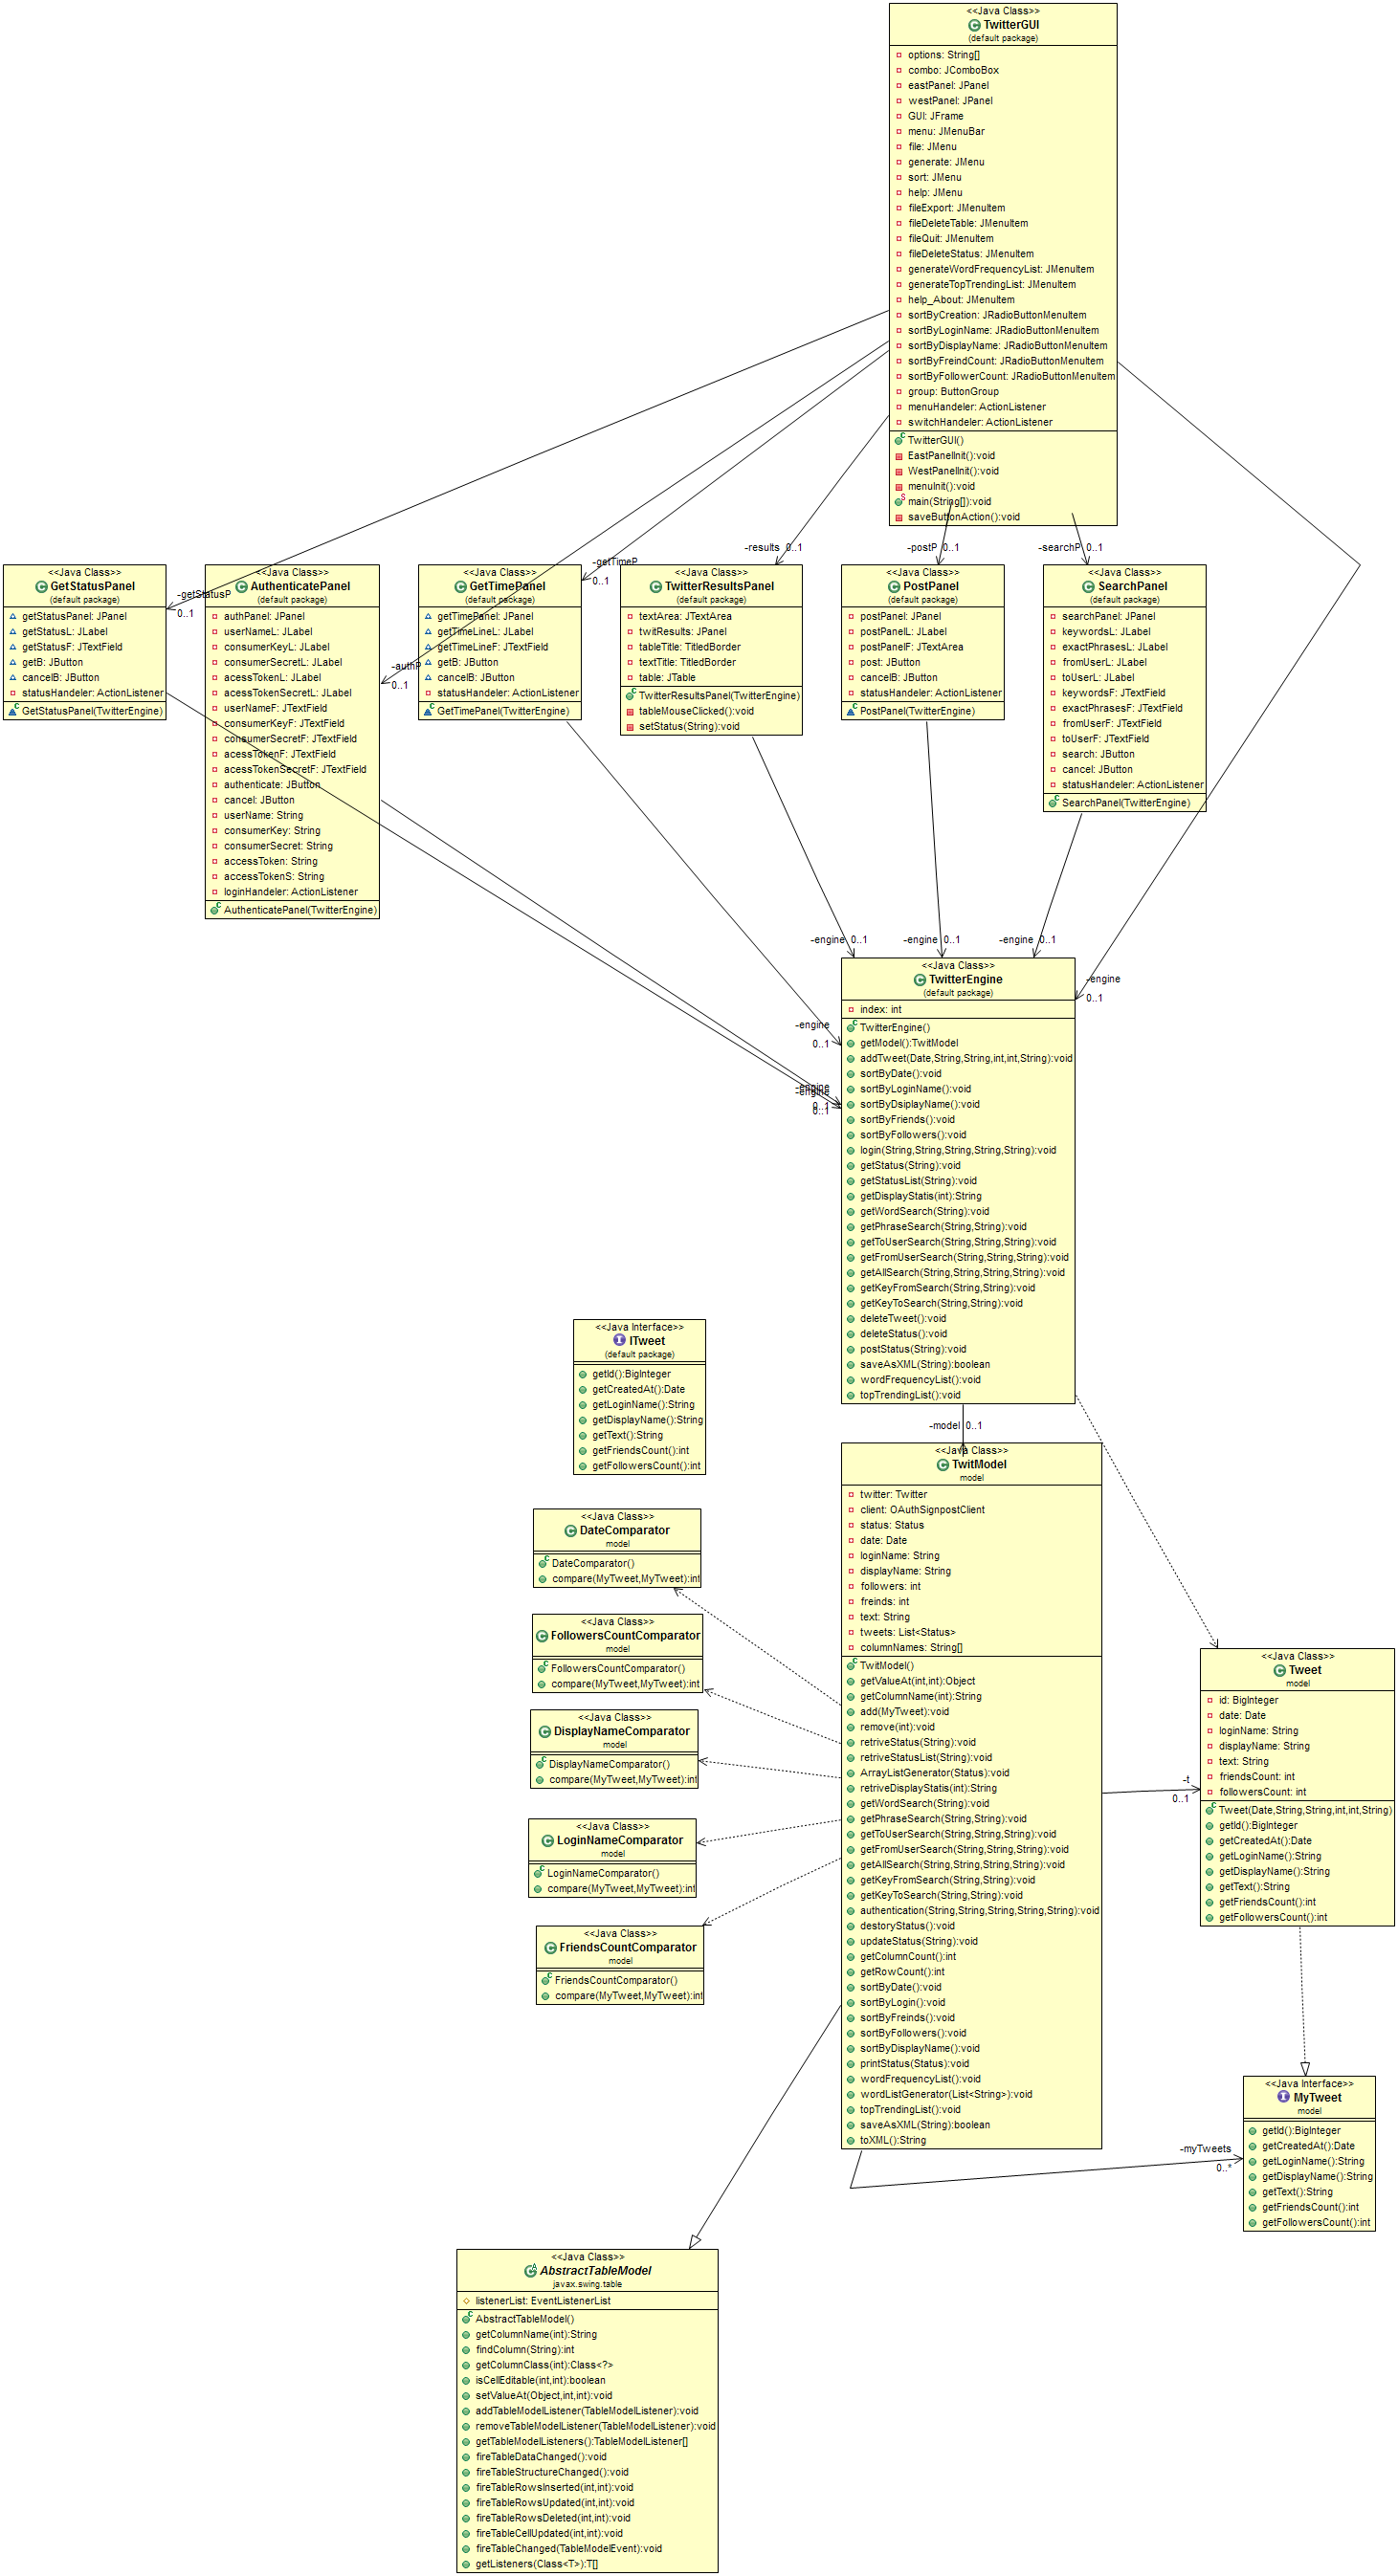 <<Java Class>>
TwitterGUI
(default package)
options: String[]
combo: JComboBox
eastPanel: JPanel
westPanel: JPanel
GUI: JFrame
menu: JMenuBar
file: JMenu
generate: JMenu
sort: JMenu
help: JMenu
fileExport: JMenuItem
fileDeleteTable: JMenuItem
fileQuit: JMenuItem
fileDeleteStatus: JMenuItem
generateWordFrequencyList: JMenuItem
generateTopTrendingList: JMenuItem
help_About: JMenuItem
sortByCreation: JRadioButtonMenuItem
sortByLoginName: JRadioButtonMenuItem
sortByDisplayName: JRadioButtonMenuItem
sortByFreindCount: JRadioButtonMenuItem
sortByFollowerCount: JRadioButtonMenuItem
group: ButtonGroup
menuHandeler: ActionListener
switchHandeler: ActionListener
TwitterGUI()
EastPanelInit():void
WestPanelInit():void
menuInit():void
main(String[]):void
saveButtonAction():void
-getStatusP
0..1
-authP
0..1
-getTimeP
0..1
-results 0..1
-postP 0..1
-searchP 0..1
<<Java Class>>
GetStatusPanel
(default package)
getStatusPanel: JPanel
getStatusL: JLabel
getStatusF: JTextField
getB: JButton
cancelB: JButton
statusHandeler: ActionListener
GetStatusPanel(TwitterEngine)
<<Java Class>>
AuthenticatePanel
(default package)
authPanel: JPanel
userNameL: JLabel
consumerKeyL: JLabel
consumerSecretL: JLabel
acessTokenL: JLabel
acessTokenSecretL: JLabel
userNameF: JTextField
consumerKeyF: JTextField
consumerSecretF: JTextField
acessTokenF: JTextField
acessTokenSecretF: JTextField
authenticate: JButton
cancel: JButton
userName: String
consumerKey: String
consumerSecret: String
accessToken: String
accessTokenS: String
loginHandeler: ActionListener
AuthenticatePanel(TwitterEngine)
<<Java Class>>
GetTimePanel
(default package)
getTimePanel: JPanel
getTimeLineL: JLabel
getTimeLineF: JTextField
getB: JButton
cancelB: JButton
statusHandeler: ActionListener
GetTimePanel(TwitterEngine)
<<Java Class>>
TwitterResultsPanel
(default package)
textArea: JTextArea
twitResults: JPanel
tableTitle: TitledBorder
textTitle: TitledBorder
table: JTable
TwitterResultsPanel(TwitterEngine)
tableMouseClicked():void
setStatus(String):void
<<Java Class>>
PostPanel
(default package)
postPanel: JPanel
postPanelL: JLabel
postPanelF: JTextArea
post: JButton
cancelB: JButton
statusHandeler: ActionListener
PostPanel(TwitterEngine)
<<Java Class>>
SearchPanel
(default package)
searchPanel: JPanel
keywordsL: JLabel
exactPhrasesL: JLabel
fromUserL: JLabel
toUserL: JLabel
keywordsF: JTextField
exactPhrasesF: JTextField
fromUserF: JTextField
toUserF: JTextField
search: JButton
cancel: JButton
statusHandeler: ActionListener
SearchPanel(TwitterEngine)
-engine 0..1
-engine 0..1
-engine 0..1
-engine
0..1
-engine
0..1
-engine
0..1
-engine
0..1
<<Java Class>>
TwitterEngine
(default package)
index: int
TwitterEngine()
getModel():TwitModel
addTweet(Date,String,String,int,int,String):void
sortByDate():void
sortByLoginName():void
sortByDsiplayName():void
sortByFriends():void
sortByFollowers():void
login(String,String,String,String,String):void
getStatus(String):void
getStatusList(String):void
getDisplayStatis(int):String
getWordSearch(String):void
getPhraseSearch(String,String):void
getToUserSearch(String,String,String):void
getFromUserSearch(String,String,String):void
getAllSearch(String,String,String,String):void
getKeyFromSearch(String,String):void
getKeyToSearch(String,String):void
deleteTweet():void
deleteStatus():void
postStatus(String):void
saveAsXML(String):boolean
wordFrequencyList():void
topTrendingList():void
<<Java Interface>>
ITweet
(default package)
getId():BigInteger
getCreatedAt():Date
getLoginName():String
getDisplayName():String
getText():String
getFriendsCount():int
getFollowersCount():int
-model 0..1
<<Java Class>>
TwitModel
model
twitter: Twitter
client: OAuthSignpostClient
status: Status
date: Date
loginName: String
displayName: String
followers: int
freinds: int
text: String
tweets: List<Status>
columnNames: String[]
TwitModel()
getValueAt(int,int):Object
getColumnName(int):String
add(MyTweet):void
remove(int):void
retriveStatus(String):void
retriveStatusList(String):void
ArrayListGenerator(Status):void
retriveDisplayStatis(int):String
getWordSearch(String):void
getPhraseSearch(String,String):void
getToUserSearch(String,String,String):void
getFromUserSearch(String,String,String):void
getAllSearch(String,String,String,String):void
getKeyFromSearch(String,String):void
getKeyToSearch(String,String):void
authentication(String,String,String,String,String):void
destoryStatus():void
updateStatus(String):void
getColumnCount():int
getRowCount():int
sortByDate():void
sortByLogin():void
sortByFreinds():void
sortByFollowers():void
sortByDisplayName():void
printStatus(Status):void
wordFrequencyList():void
wordListGenerator(List<String>):void
topTrendingList():void
saveAsXML(String):boolean
toXML():String
<<Java Class>>
DateComparator
model
DateComparator()
compare(MyTweet,MyTweet):int
<<Java Class>>
FollowersCountComparator
model
FollowersCountComparator()
compare(MyTweet,MyTweet):int
<<Java Class>>
DisplayNameComparator
model
DisplayNameComparator()
compare(MyTweet,MyTweet):int
<<Java Class>>
LoginNameComparator
model
LoginNameComparator()
compare(MyTweet,MyTweet):int
<<Java Class>>
FriendsCountComparator
model
FriendsCountComparator()
compare(MyTweet,MyTweet):int
-t
0..1
<<Java Class>>
Tweet
model
id: BigInteger
date: Date
loginName: String
displayName: String
text: String
friendsCount: int
followersCount: int
Tweet(Date,String,String,int,int,String)
getId():BigInteger
getCreatedAt():Date
getLoginName():String
getDisplayName():String
getText():String
getFriendsCount():int
getFollowersCount():int
-myTweets
0..*
<<Java Interface>>
MyTweet
model
getId():BigInteger
getCreatedAt():Date
getLoginName():String
getDisplayName():String
getText():String
getFriendsCount():int
getFollowersCount():int
<<Java Class>>
AbstractTableModel
javax.swing.table
listenerList: EventListenerList
AbstractTableModel()
getColumnName(int):String
findColumn(String):int
getColumnClass(int):Class<?>
isCellEditable(int,int):boolean
setValueAt(Object,int,int):void
addTableModelListener(TableModelListener):void
removeTableModelListener(TableModelListener):void
getTableModelListeners():TableModelListener[]
fireTableDataChanged():void
fireTableStructureChanged():void
fireTableRowsInserted(int,int):void
fireTableRowsUpdated(int,int):void
fireTableRowsDeleted(int,int):void
fireTableCellUpdated(int,int):void
fireTableChanged(TableModelEvent):void
getListeners(Class<T>):T[]